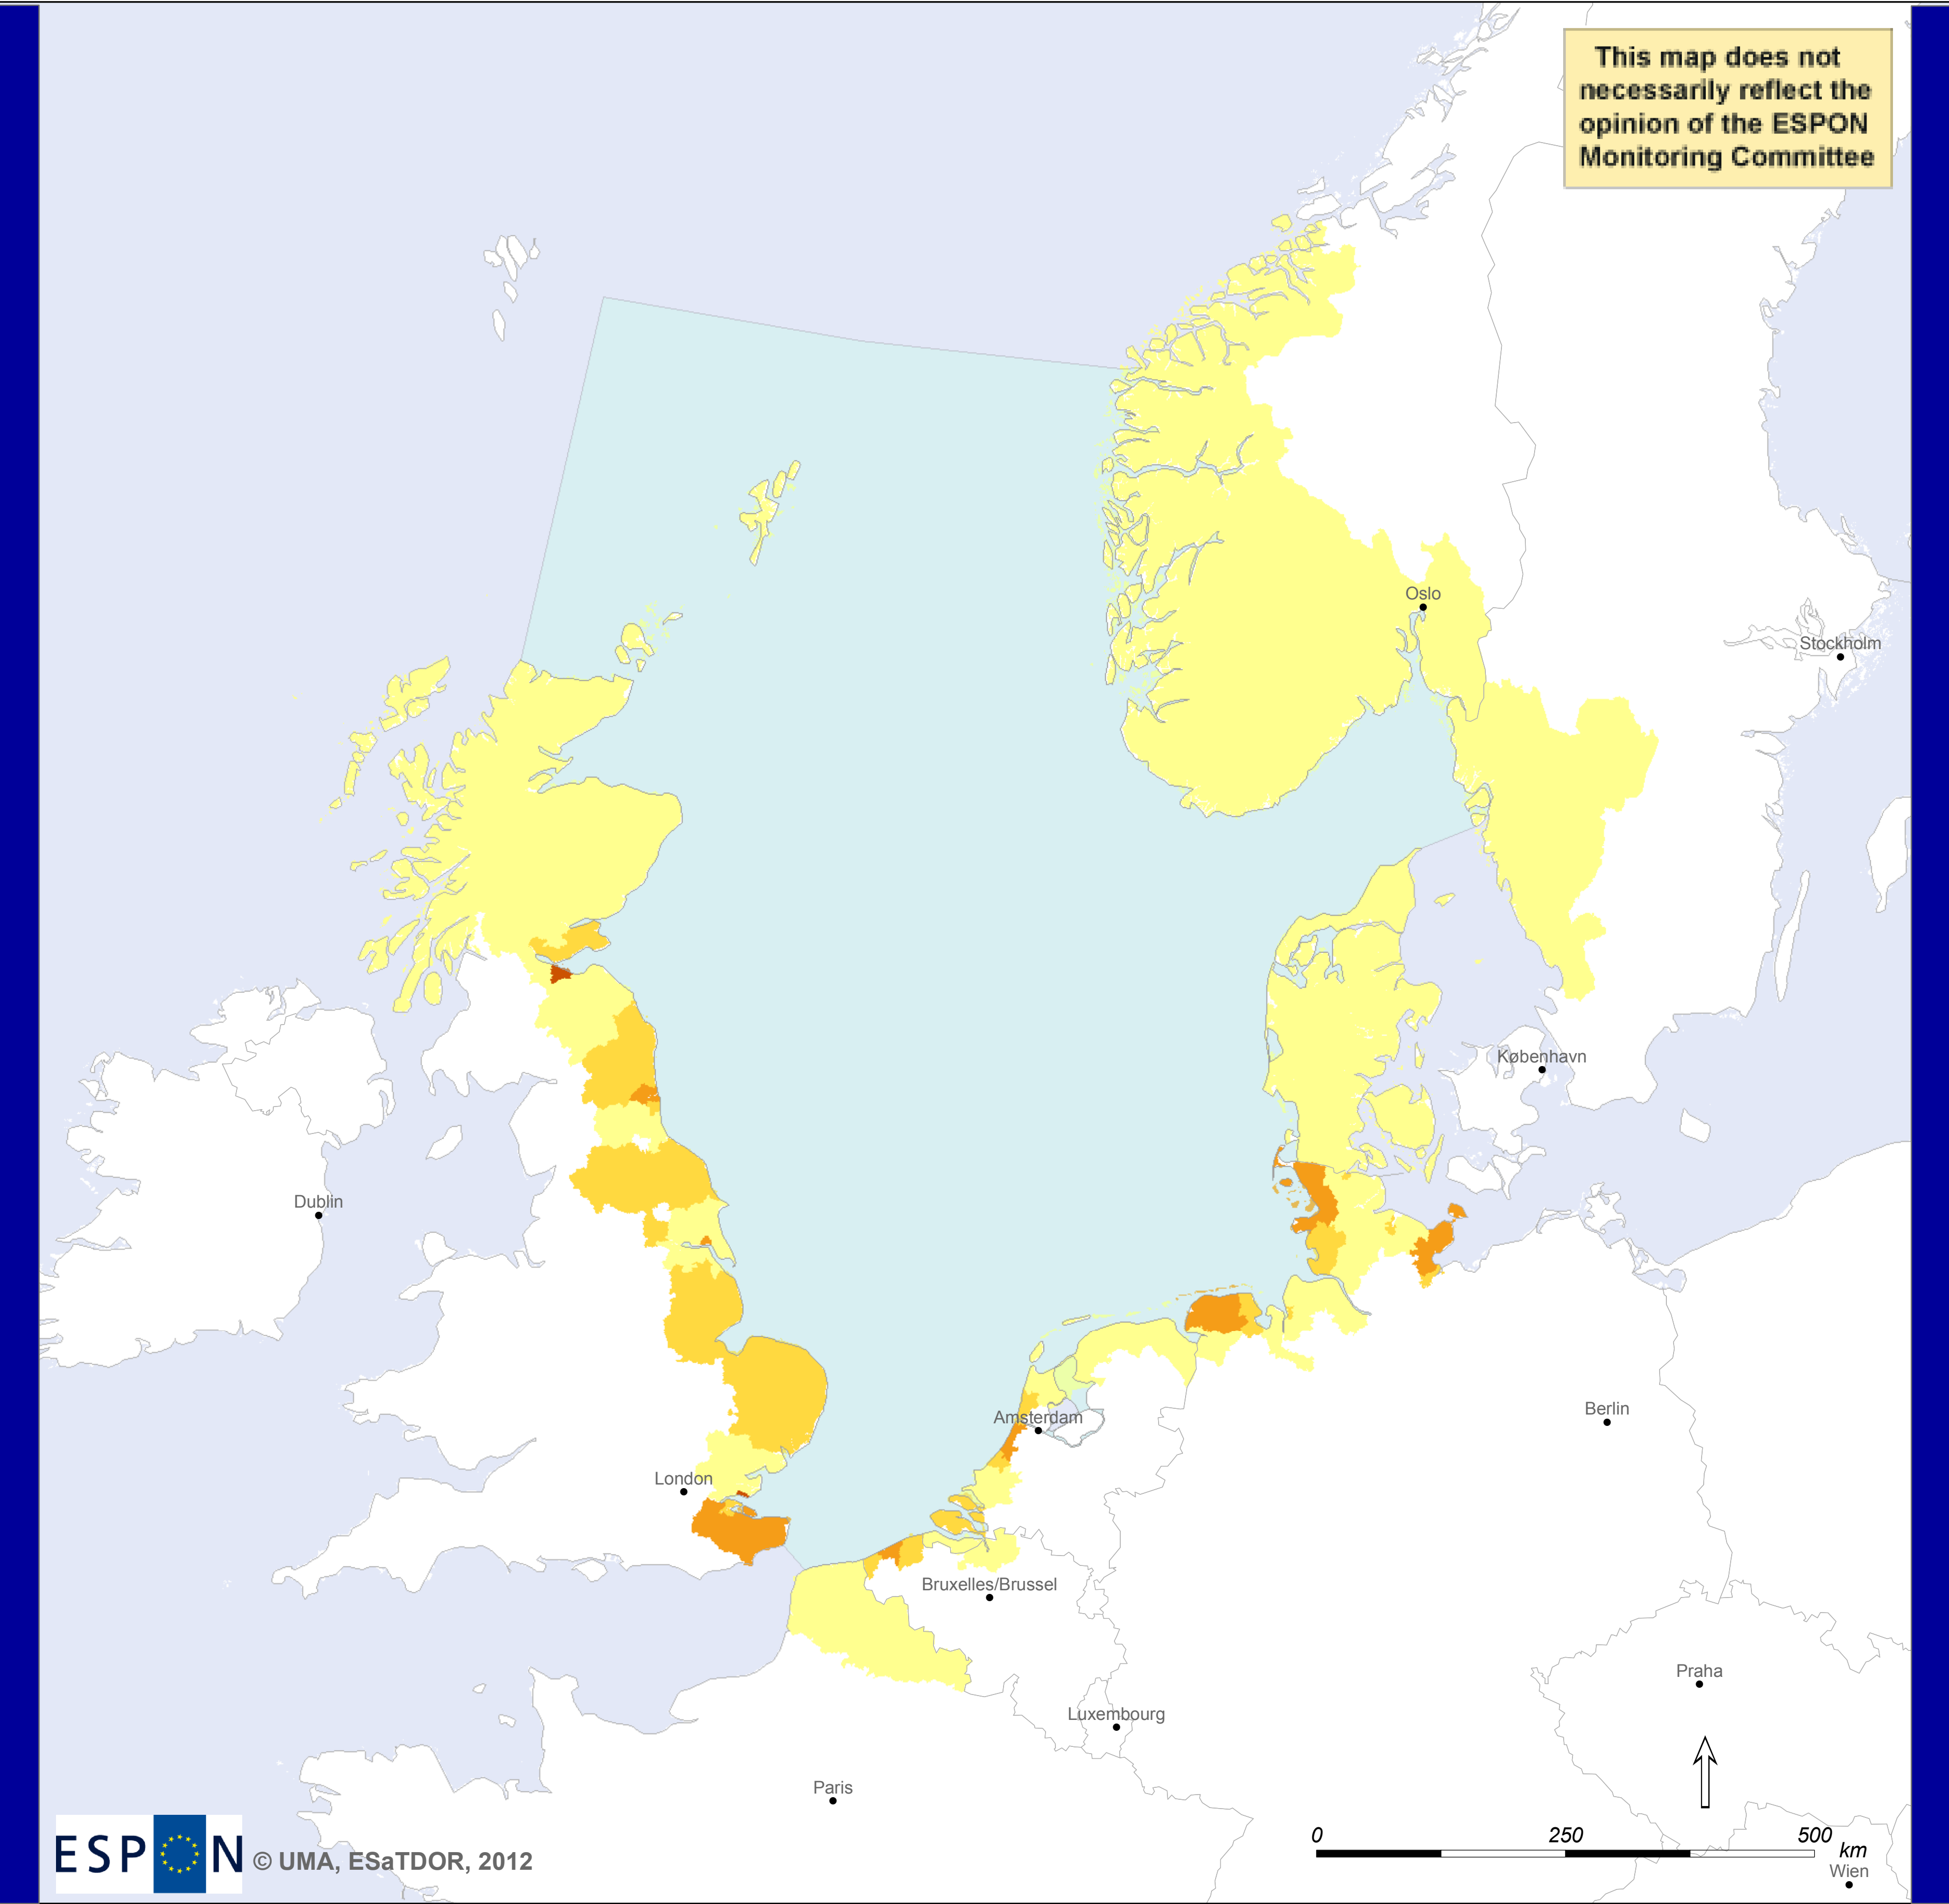 This map does not
necessarily reflect the
opinion of the ESPON
Monitoring Committee
Oslo
Stockholm
København
Dublin
Berlin
Amsterdam
London
Bruxelles/Brussel
Praha
Luxembourg
Paris
0 250 500
km
Wien
ESPON © UMA, ESaTDOR, 2012